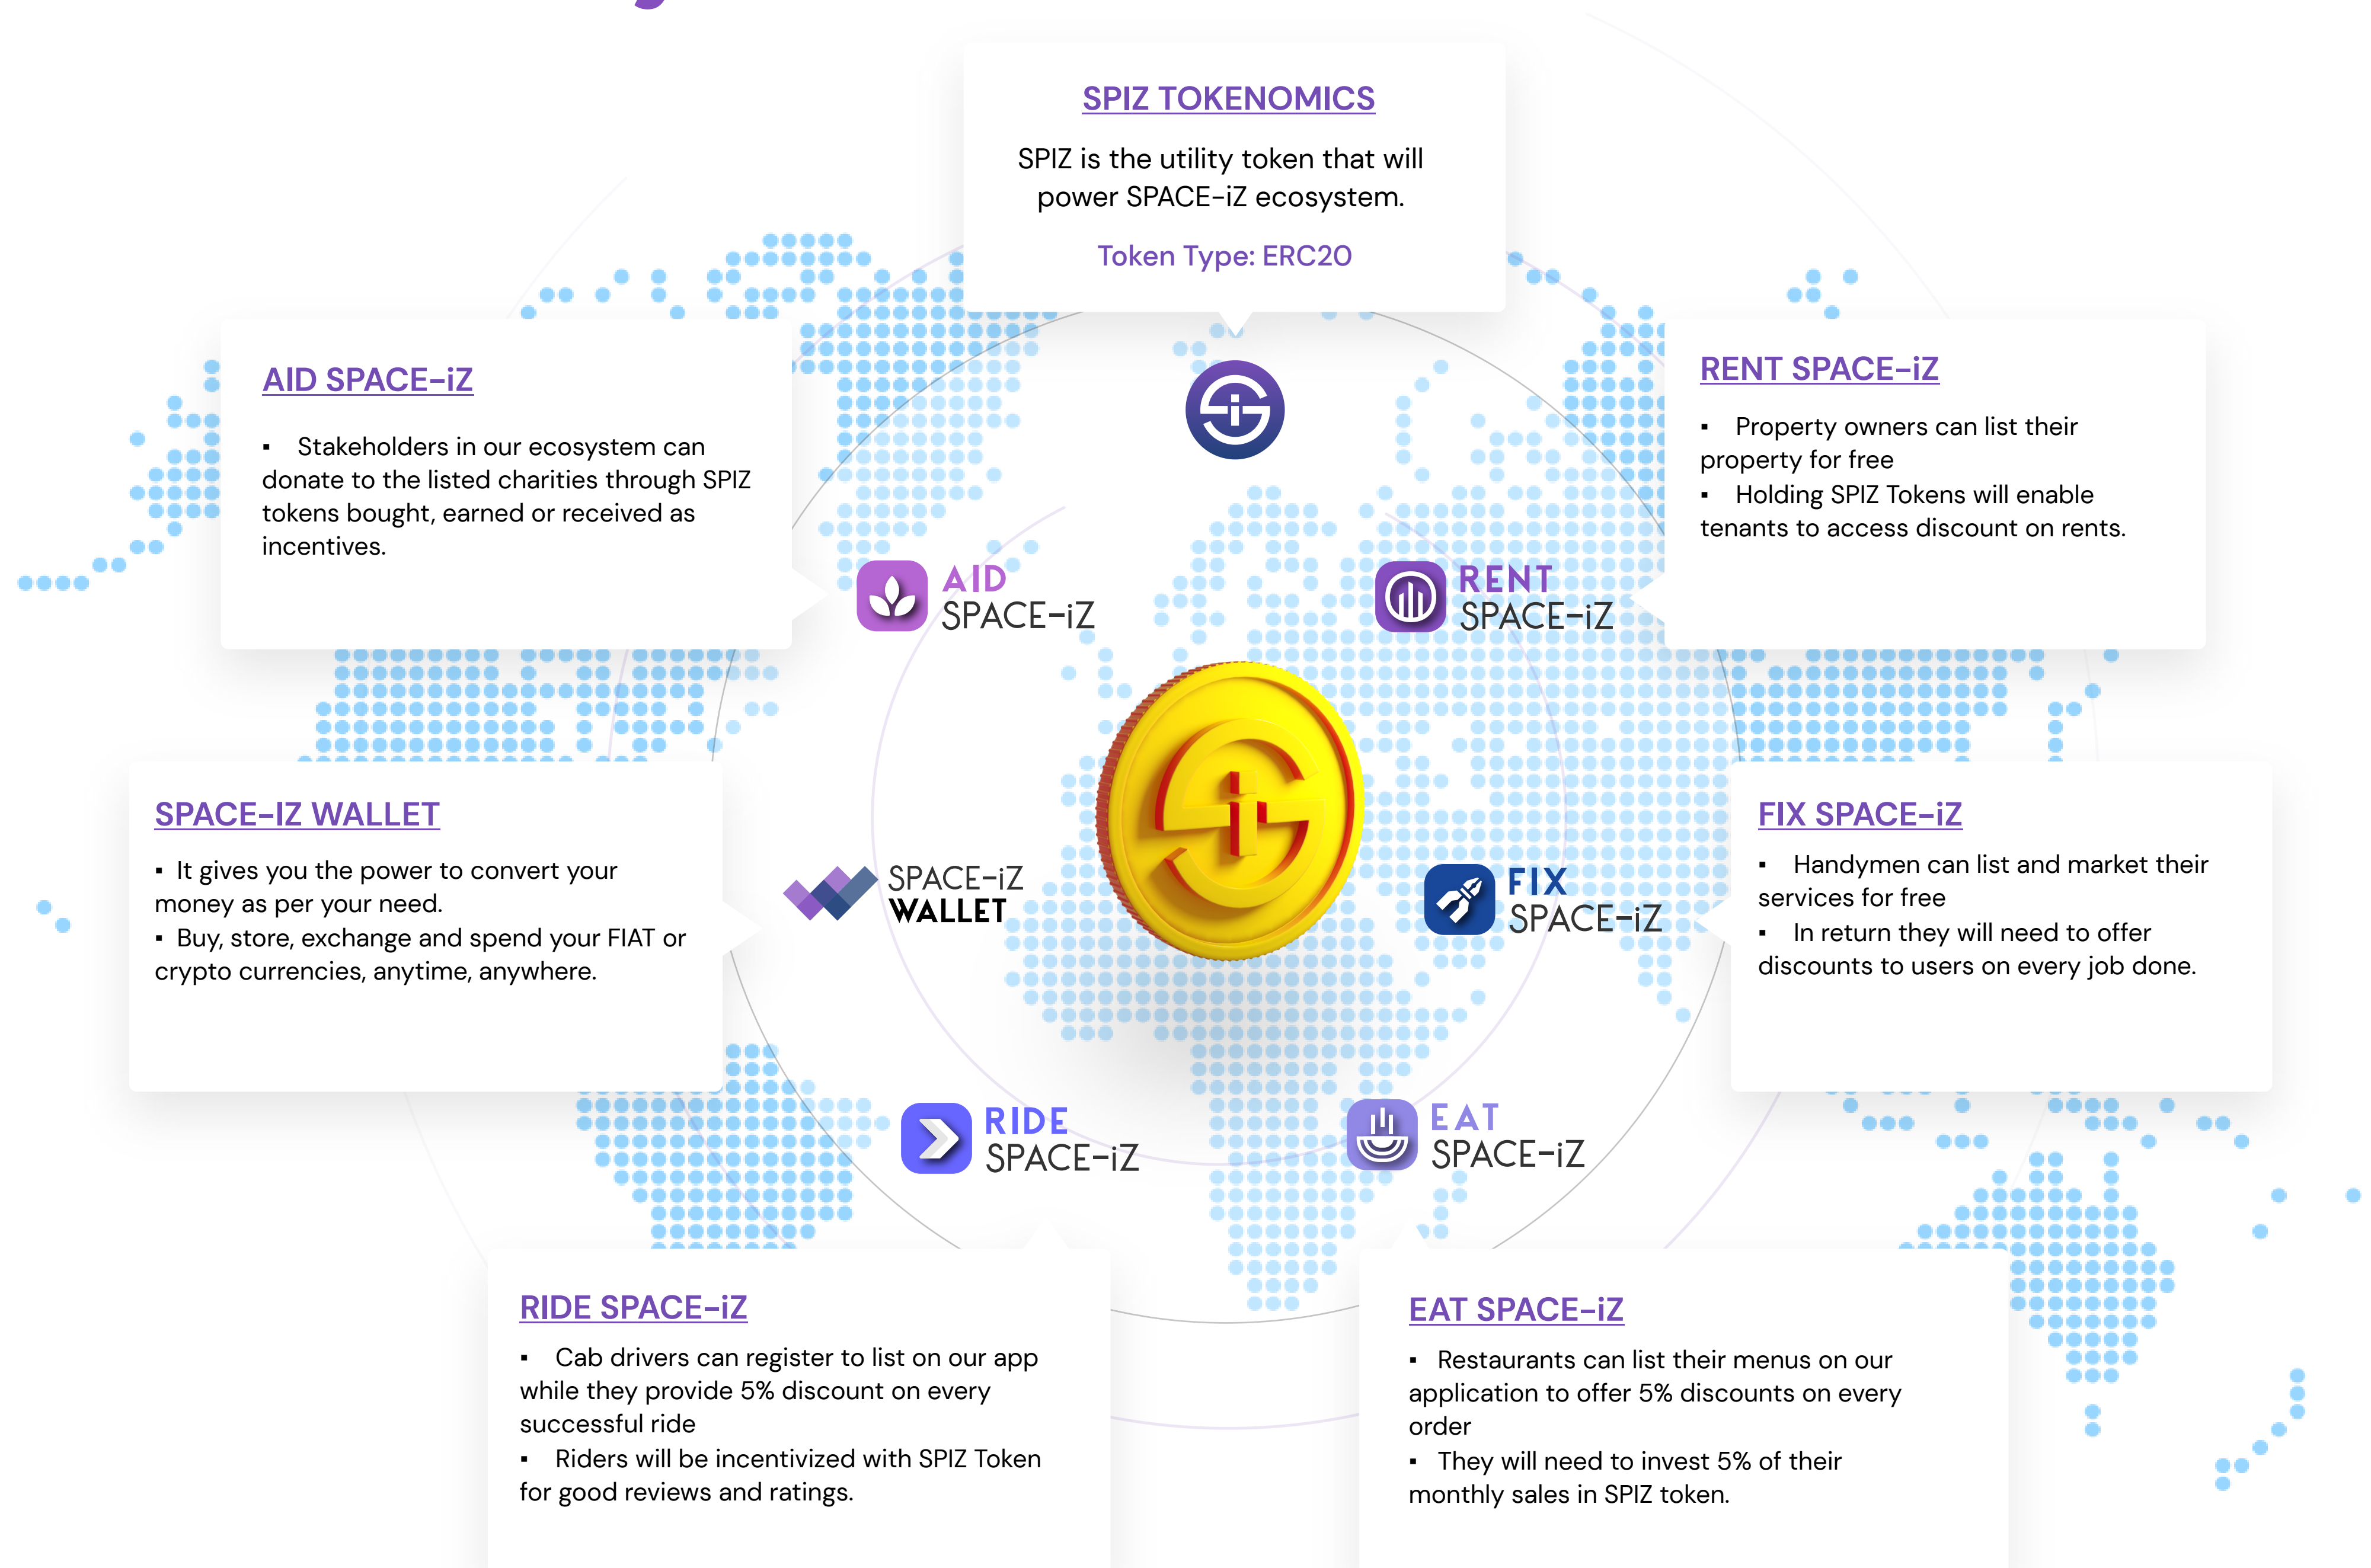 SPIZ TOKENOMICS
SPIZ is the utility token that will
power SPACE-iZ ecosystem.
Token Type: ERC20
AID SPACE-iZ
▪ Stakeholders in our ecosystem can
donate to the listed charities through SPIZ
tokens bought, earned or received as
incentives.
RENT SPACE-iZ
▪ Property owners can list their
property for free
▪ Holding SPIZ Tokens will enable
tenants to access discount on rents.
AID
SPACE-iZ
RENT
SPACE-iZ
SPACE-IZ WALLET
▪ It gives you the power to convert your
money as per your need.
▪ Buy, store, exchange and spend your FIAT or
crypto currencies, anytime, anywhere.
SPACE-iZ
WALLET
FIX
SPACE-iZ
FIX SPACE-iZ
▪ Handymen can list and market their
services for free
▪ In return they will need to offer
discounts to users on every job done.
RIDE
SPACE-iZ
EAT
SPACE-iZ
RIDE SPACE-iZ
▪ Cab drivers can register to list on our app
while they provide 5% discount on every
successful ride
▪ Riders will be incentivized with SPIZ Token
for good reviews and ratings.
EAT SPACE-iZ
▪ Restaurants can list their menus on our
application to offer 5% discounts on every
order
▪ They will need to invest 5% of their
monthly sales in SPIZ token.